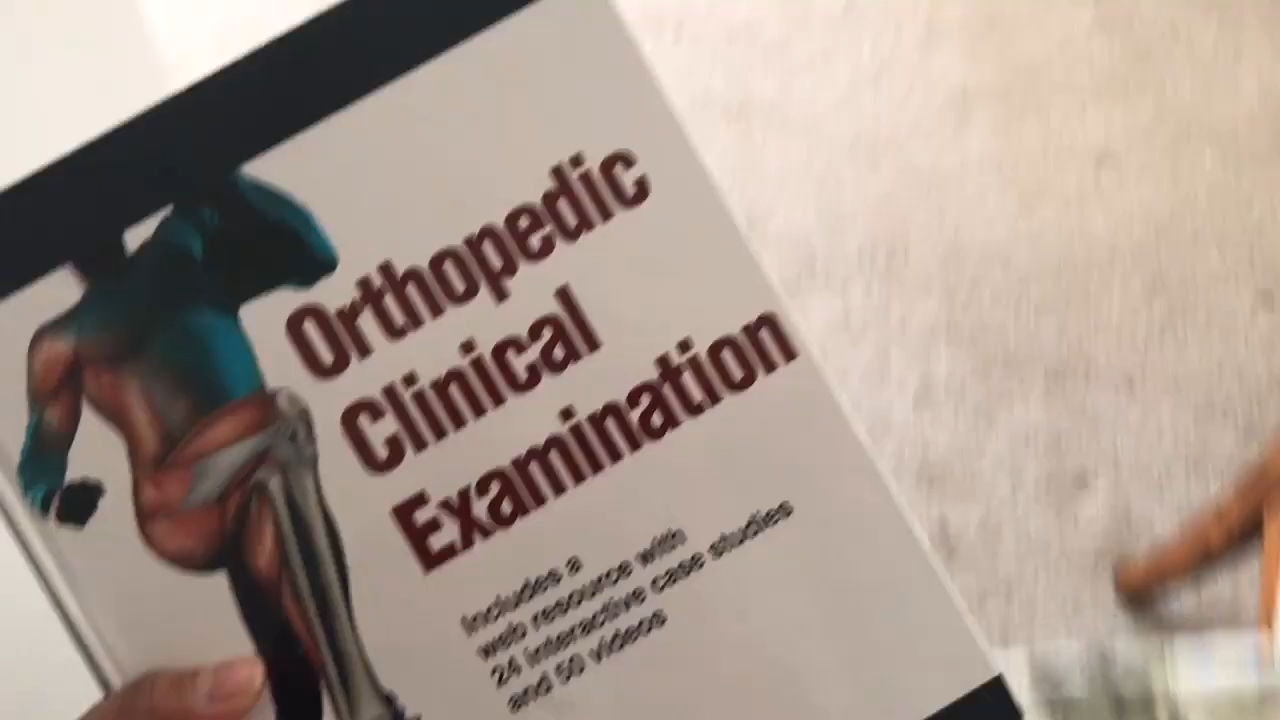 Orthopedic
Clinical
Examination
Includes a
web resource with
24 interactive case studies
and 50 videos